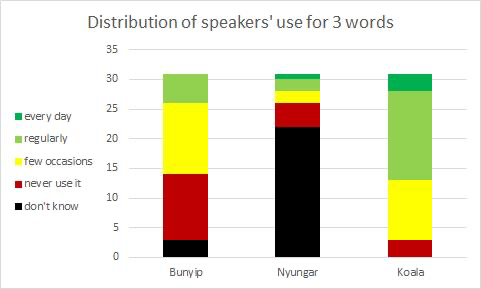 Distribution of speakers' use for 3 words
35
30
25
20
15
10
5
0
every day
regularly
few occasions
never use it
don't know
Bunyip Nyungar Koala